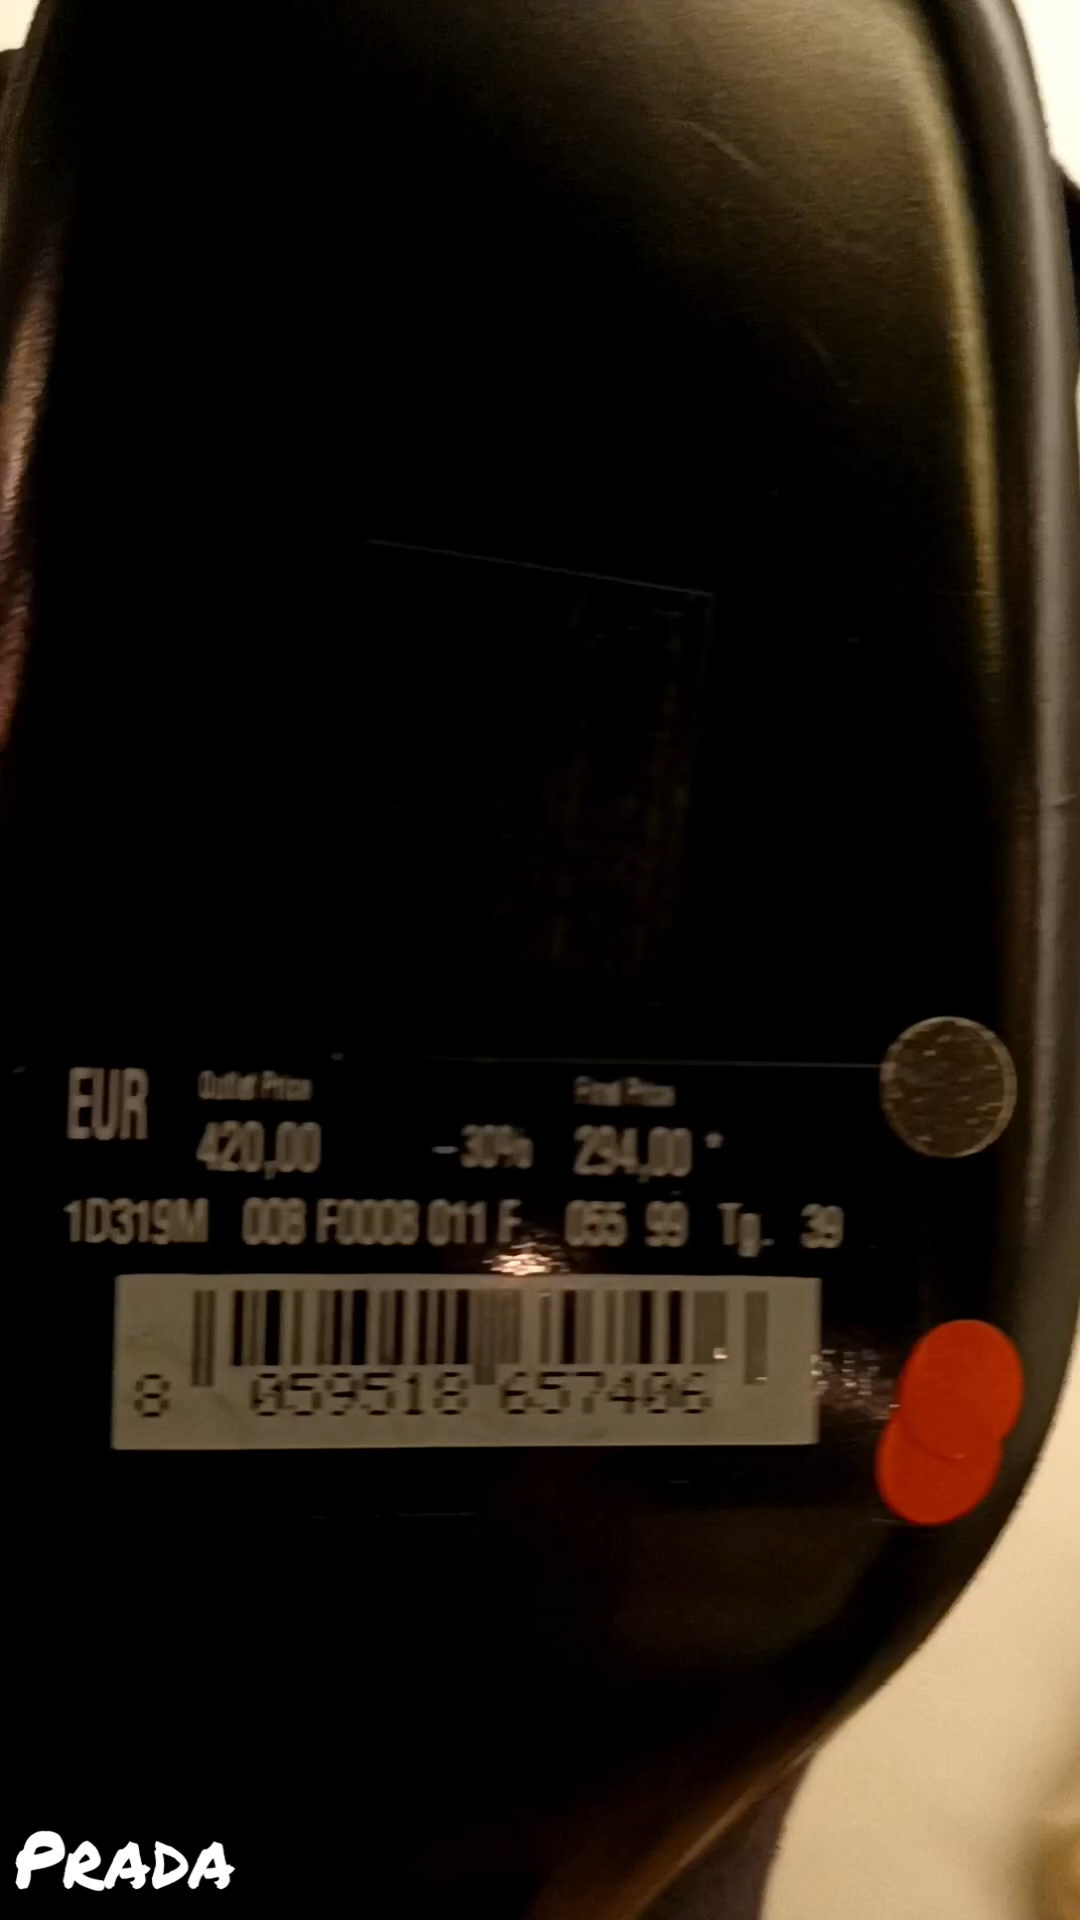 EUR Outlet Price Final Price
420,00 -30% 294,00 *
1D319M 008 F0008 011 F 055 99 Tg. 39
8 059518 657406
PRADA